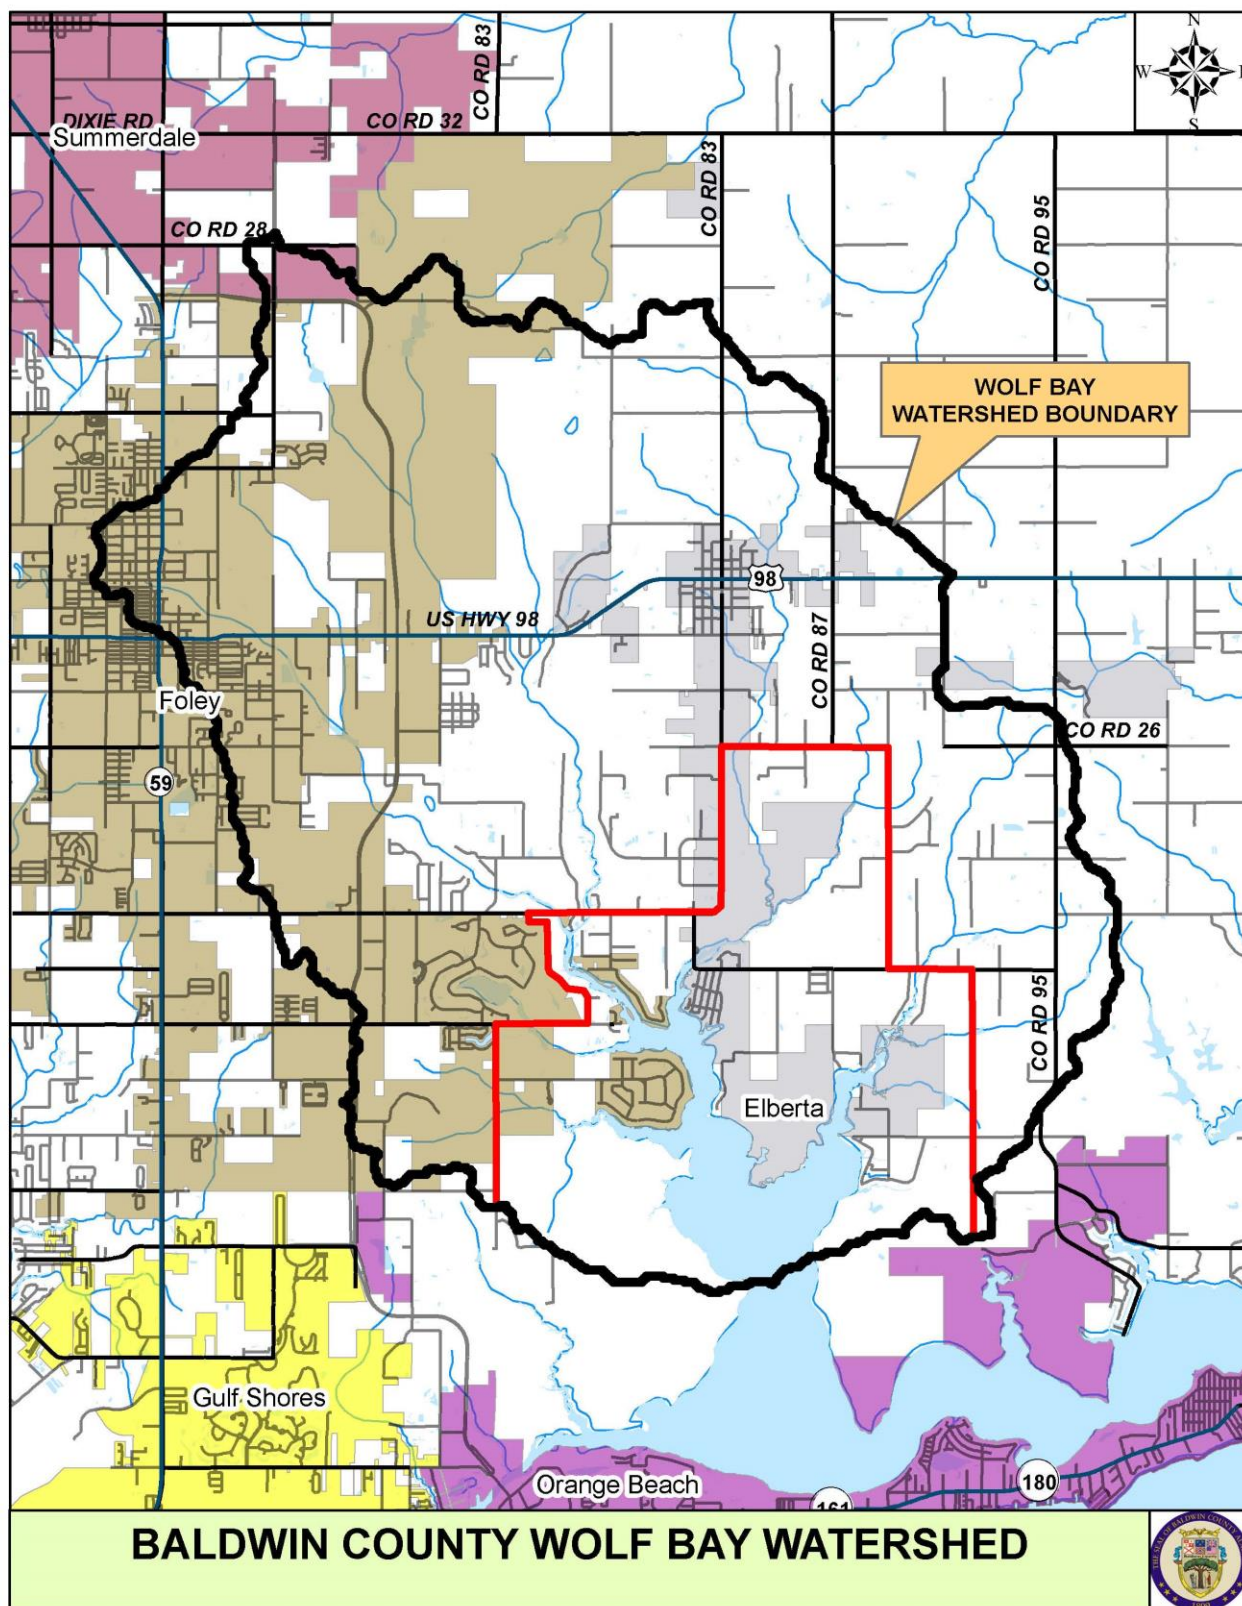 N
W
S
CO RD 83
DIXIE RD
CO RD 32
Summerdale
CO RD 83
CO RD 95
CO RD 28
WOLF BAY
WATERSHED BOUNDARY
98
US HWY 98
CO RD 87
Foley
CO RD 26
59
CO RD 95
Elberta
Gulf Shores
Orange Beach
180
161
BALDWIN COUNTY WOLF BAY WATERSHED